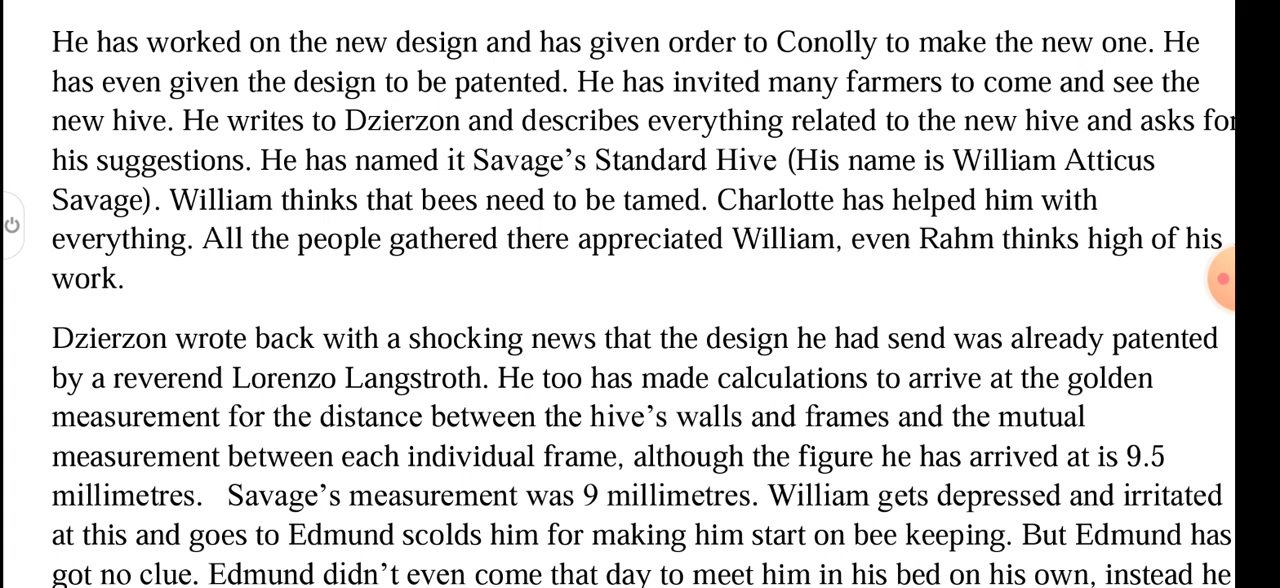 He has worked on the new design and has given order to Conolly to make the new one. He
has even given the design to be patented. He has invited many farmers to come and see the
new hive. He writes to Dzierzon and describes everything related to the new hive and asks for
his suggestions. He has named it Savage’s Standard Hive (His name is William Atticus
Savage). William thinks that bees need to be tamed. Charlotte has helped him with
everything. All the people gathered there appreciated William, even Rahm thinks high of his
work.
Dzierzon wrote back with a shocking news that the design he had send was already patented
by a reverend Lorenzo Langstroth. He too has made calculations to arrive at the golden
measurement for the distance between the hive’s walls and frames and the mutual
measurement between each individual frame, although the figure he has arrived at is 9.5
millimetres. Savage’s measurement was 9 millimetres. William gets depressed and irritated
at this and goes to Edmund scolds him for making him start on bee keeping. But Edmund has
got no clue. Edmund didn’t even come that day to meet him in his bed on his own, instead he